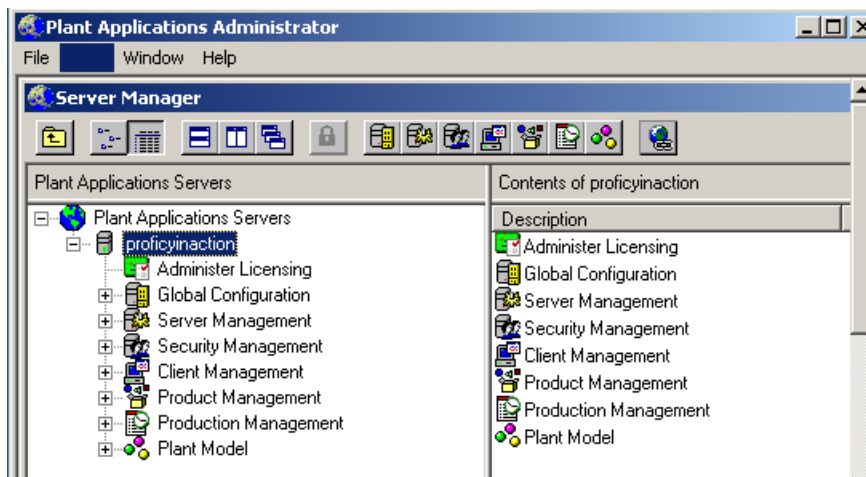 Plant Applications Administrator
File Window Help
Server Manager
Plant Applications Servers
Contents of proficyinaction
Plant Applications Servers
proficyinaction
Administer Licensing
Global Configuration
Server Management
Security Management
Client Management
Product Management
Production Management
Plant Model
Description
Administer Licensing
Global Configuration
Server Management
Security Management
Client Management
Product Management
Production Management
Plant Model